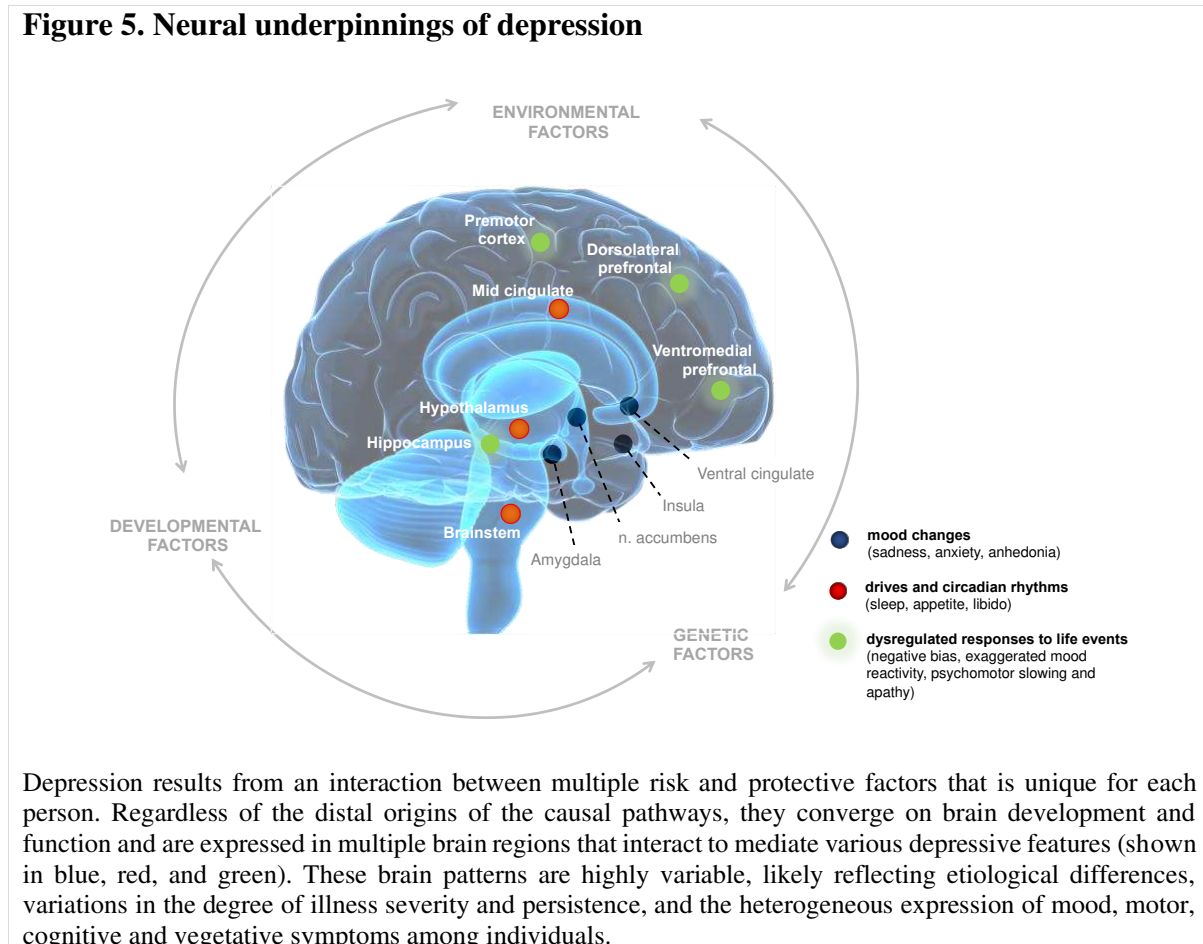 Figure 5. Neural underpinnings of depression
ENVIRONMENTAL
FACTORS
Premotor
cortex
Dorsolateral
prefrontal
Mid cingulate
Ventromedial
prefrontal
Hypothalamus
Hippocampus
Ventral cingulate
Insula
n. accumbens
Brainstem
Amygdala
DEVELOPMENTAL
FACTORS
GENETIC
FACTORS
mood changes
(sadness, anxiety, anhedonia)
drives and circadian rhythms
(sleep, appetite, libido)
dysregulated responses to life events
(negative bias, exaggerated mood
reactivity, psychomotor slowing and
apathy)
Depression results from an interaction between multiple risk and protective factors that is unique for each
person. Regardless of the distal origins of the causal pathways, they converge on brain development and
function and are expressed in multiple brain regions that interact to mediate various depressive features (shown
in blue, red, and green). These brain patterns are highly variable, likely reflecting etiological differences,
variations in the degree of illness severity and persistence, and the heterogeneous expression of mood, motor,
cognitive and vegetative symptoms among individuals.